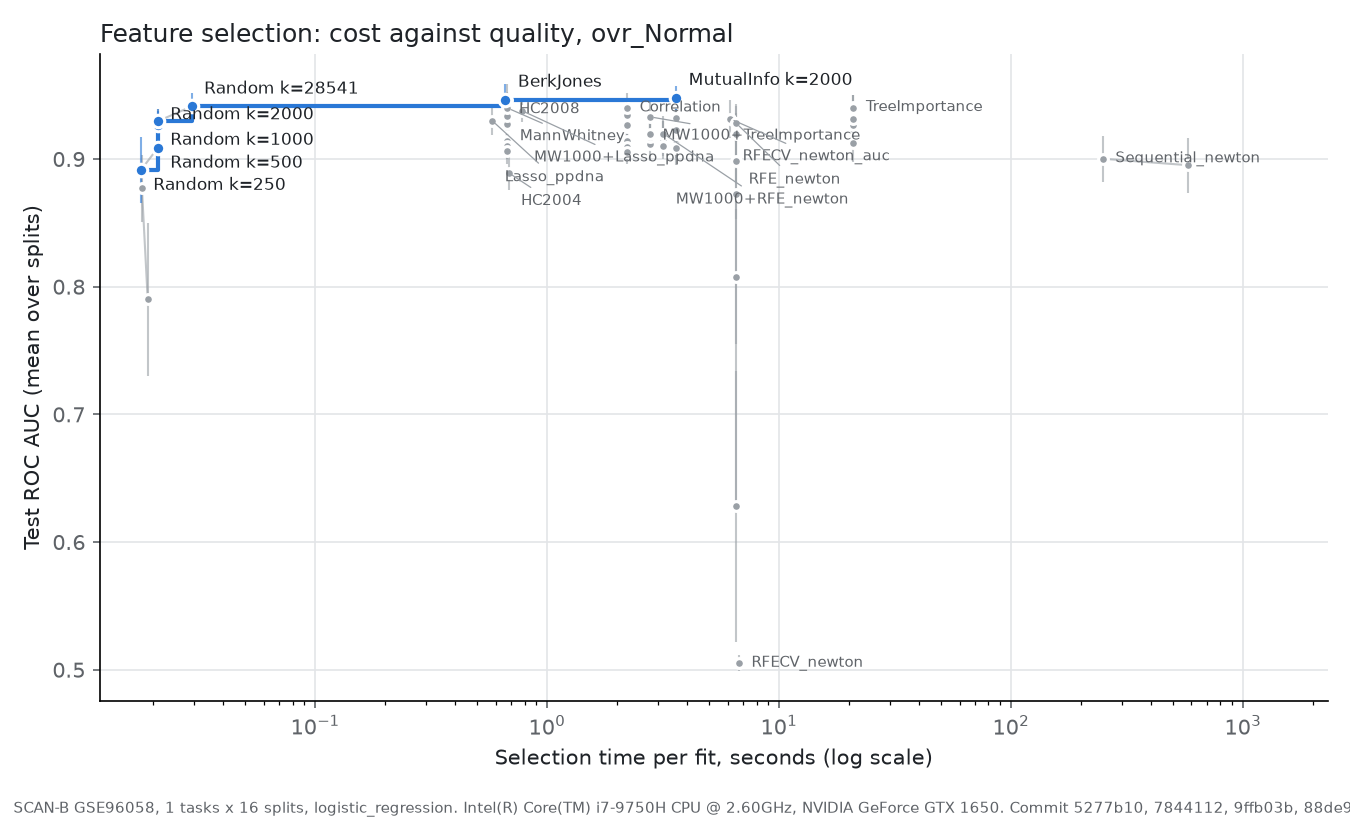 Feature selection: cost against quality, ovr_Normal
Random k=28541
BerkJones
MutualInfo k=2000
Random k=2000
HC2008
Correlation
TreeImportance
Random k=1000
MannWhitney
MW1000+TreeImportance
0.9
Random k=500
MW1000+Lasso_ppdna
RFECV_newton_auc
Sequential_newton
Random k=250
Lasso_ppdna
RFE_newton
HC2004
MW1000+RFE_newton
0.8
0.7
0.6
0.5
RFECV_newton
Test ROC AUC (mean over splits)
10⁻¹ 10⁰ 10¹ 10² 10³
Selection time per fit, seconds (log scale)
SCAN-B GSE96058, 1 tasks x 16 splits, logistic_regression. Intel(R) Core(TM) i7-9750H CPU @ 2.60GHz, NVIDIA GeForce GTX 1650. Commit 5277b10, 7844112, 9ffb03b, 88de9